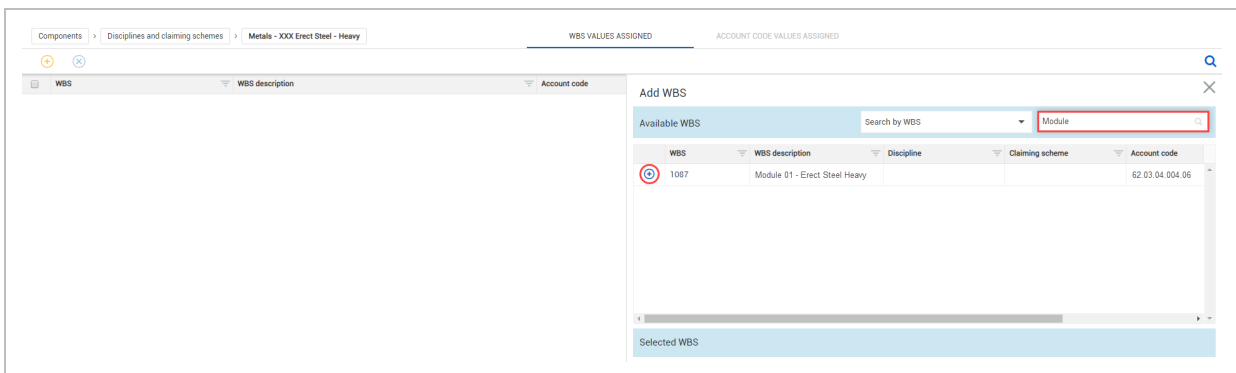 Components > Disciplines and claiming schemes > Metals - XXX Erect Steel - Heavy
WBS VALUES ASSIGNED
ACCOUNT CODE VALUES ASSIGNED
WBS WBS description Account code
Add WBS
Available WBS
Search by WBS
Module
WBS WBS description Discipline Claiming scheme Account code
1087 Module 01 - Erect Steel Heavy 62.03.04.004.06
Selected WBS